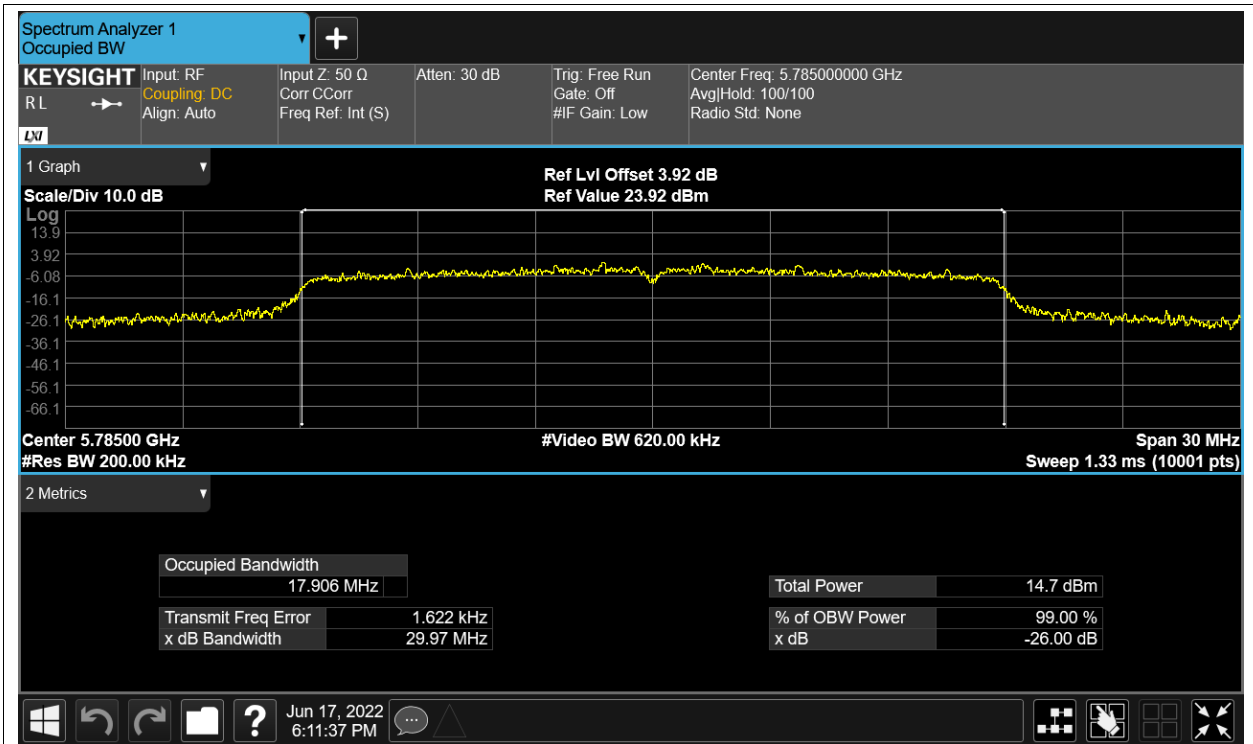 Spectrum Analyzer 1
Occupied BW
KEYSIGHT
R L
LXI
Input: RF
Coupling: DC
Align: Auto
Input Z: 50 Ω
Corr CCorr
Freq Ref: Int (S)
Atten: 30 dB
Trig: Free Run
Gate: Off
#IF Gain: Low
Center Freq: 5.785000000 GHz
Avg|Hold: 100/100
Radio Std: None
1 Graph
Scale/Div 10.0 dB
Ref Lvl Offset 3.92 dB
Ref Value 23.92 dBm
Log
13.9
3.92
-6.08
-16.1
-26.1
-36.1
-46.1
-56.1
-66.1
Center 5.78500 GHz
#Video BW 620.00 kHz
Span 30 MHz
#Res BW 200.00 kHz
Sweep 1.33 ms (10001 pts)
2 Metrics
Occupied Bandwidth
17.906 MHz
Total Power 14.7 dBm
Transmit Freq Error 1.622 kHz
% of OBW Power 99.00 %
x dB Bandwidth 29.97 MHz
x dB -26.00 dB
?
Jun 17, 2022
6:11:37 PM